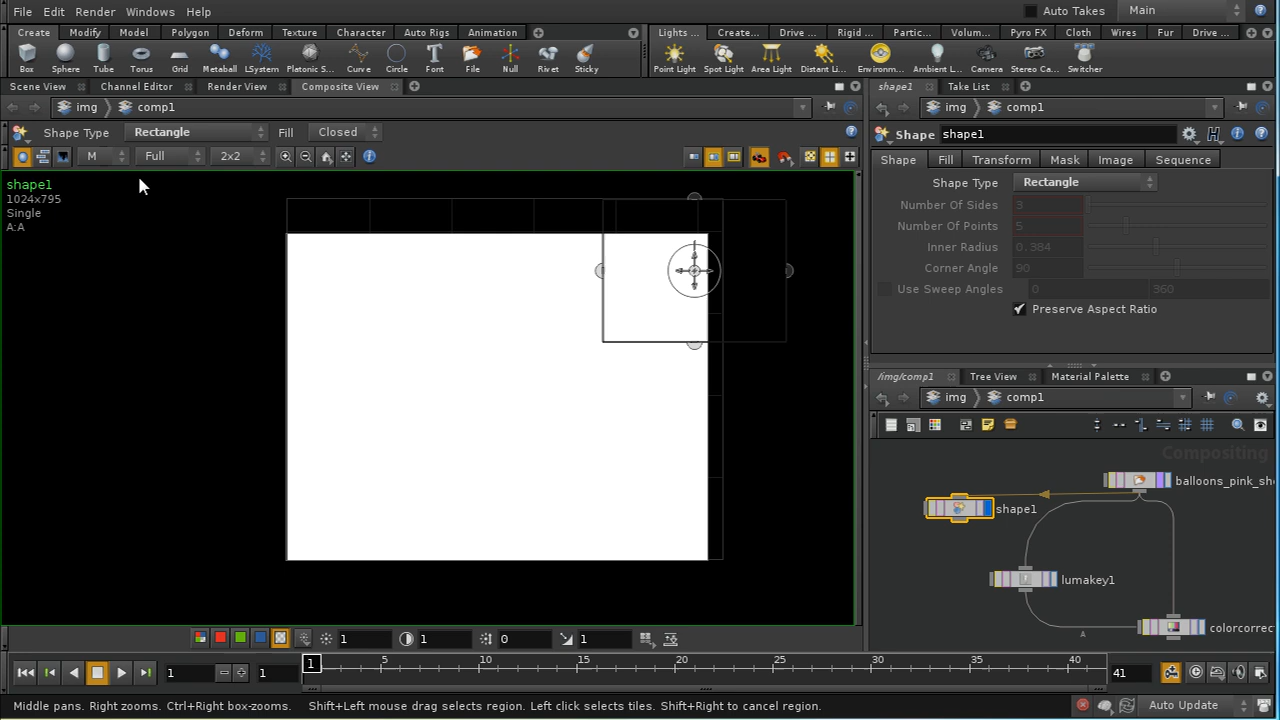 File Edit Render Windows Help Auto Takes Main
Create Modify Model Polygon Deform Texture Character Auto Rigs Animation Lights ... Create... Drive ... Rigid ... Partic... Volum... Pyro FX Cloth Wires Fur Drive ...
Box Sphere Tube Torus Grid Metaball LSystem Platonic S... Curve Circle Font File Null Rivet Sticky Point Light Spot Light Area Light Distant Li... Environm... Ambient L... Camera Stereo Ca... Switcher
Scene View Channel Editor Render View Composite View shape1 Take List
img comp1 img comp1
Shape Type Rectangle Fill Closed Shape shape1
M Full 2x2 Shape Fill Transform Mask Image Sequence
shape1
1024x795
Single
A:A
Shape Type Rectangle
Number Of Sides 3
Number Of Points 5
Inner Radius 0.384
Corner Angle 90
Use Sweep Angles 0 360
Preserve Aspect Ratio
/img/comp1 Tree View Material Palette
img comp1
Compositing
balloons_pink_sh
shape1
lumakey1
colorcorrec
A
1 1 0 1
1 1 1 5 10 15 20 25 30 35 40 41
Middle pans. Right zooms. Ctrl+Right box-zooms. Shift+Left mouse drag selects region. Left click selects tiles. Shift+Right to cancel region. Auto Update